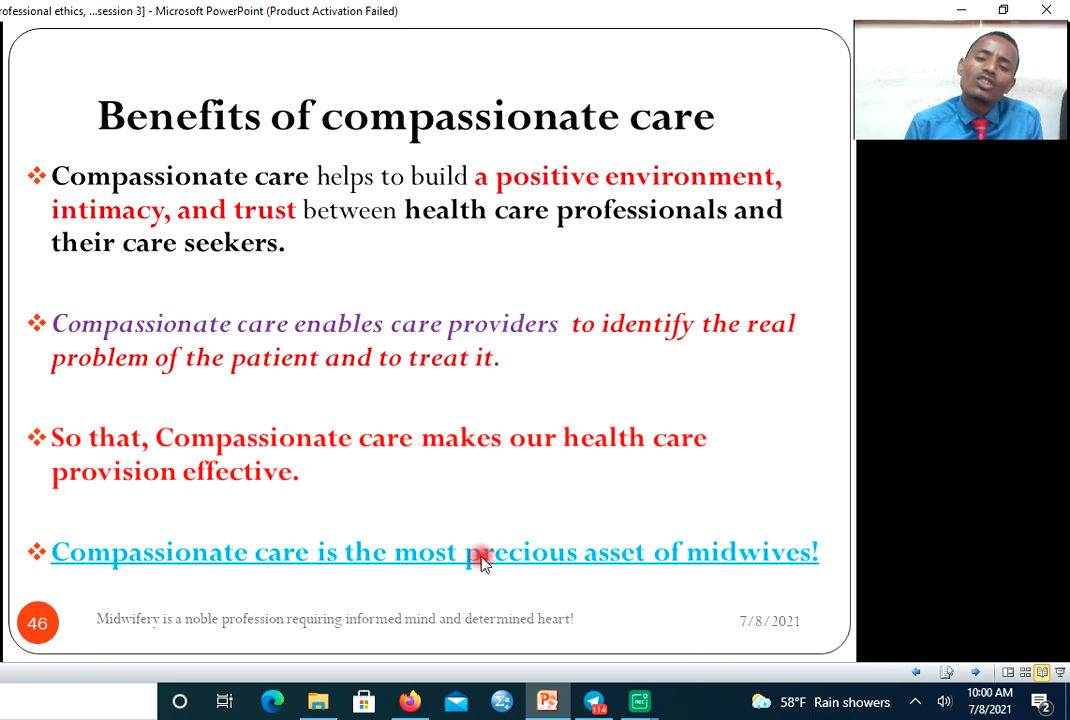 ofessional ethics, ...session 3] - Microsoft PowerPoint (Product Activation Failed)
Benefits of compassionate care
Compassionate care helps to build a positive environment,
intimacy, and trust between health care professionals and
their care seekers.
Compassionate care enables care providers to identify the real
problem of the patient and to treat it.
So that, Compassionate care makes our health care
provision effective.
Compassionate care is the most precious asset of midwives!
46
Midwifery is a noble profession requiring informed mind and determined heart!
7/8/2021
114
REC
58°F Rain showers
10:00 AM
7/8/2021
2